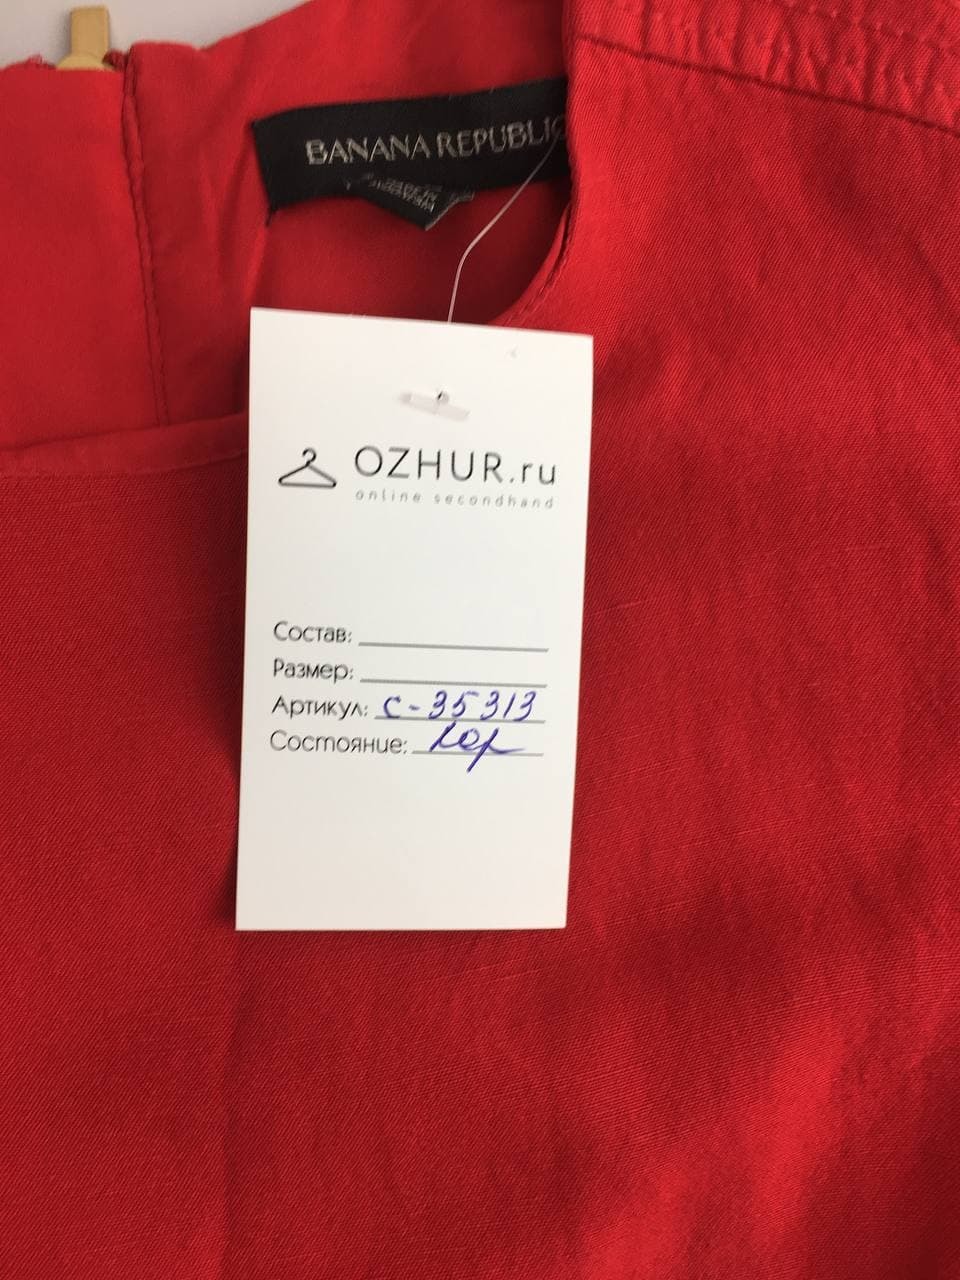 BANANA REPUBLIC
OZHUR.ru
online secondhand
Состав:
Размер:
Артикул: С-35313
Состояние: хор